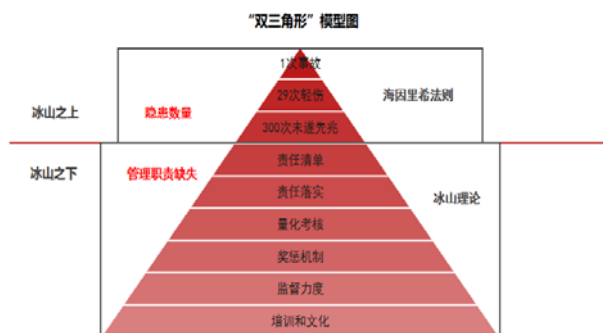 “双三角形”模型图
1次事故
29次轻伤
海因里希法则
冰山之上
隐患数量
300次未遂先兆
责任清单
冰山之下
管理职责缺失
责任落实
冰山理论
量化考核
奖惩机制
监督力度
培训和文化